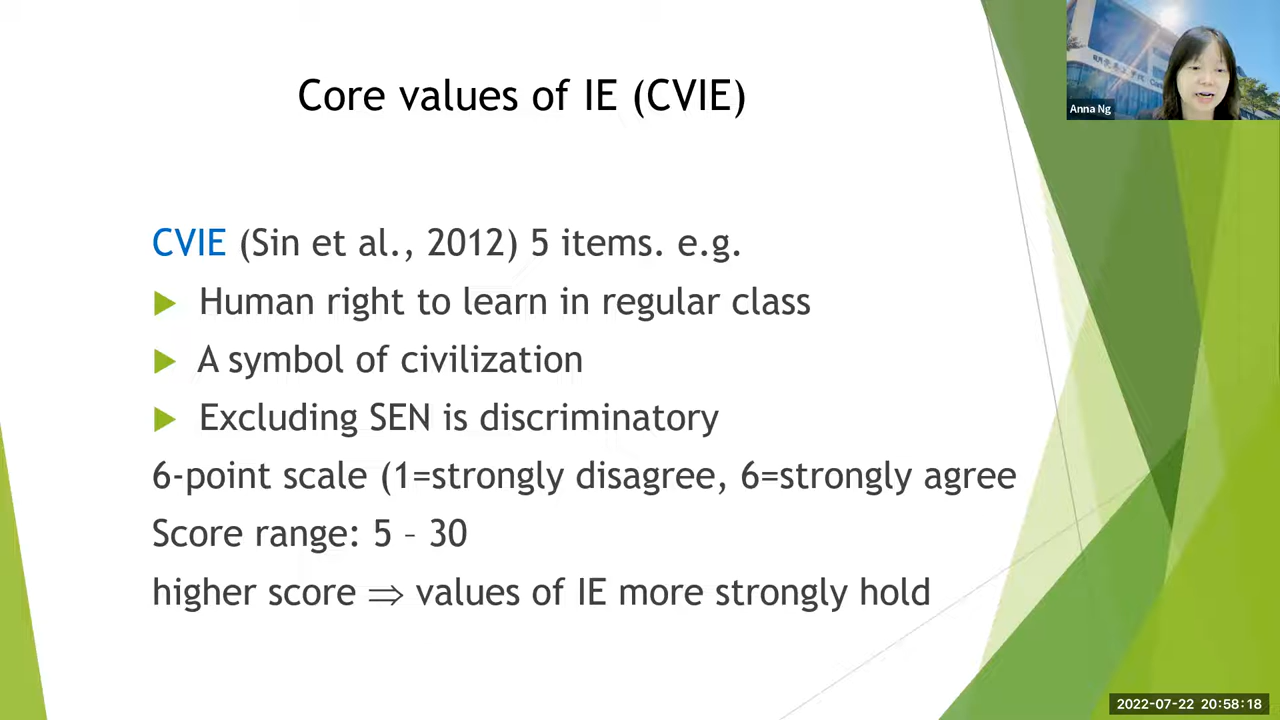 Core values of IE (CVIE)
Anna Ng
CVIE (Sin et al., 2012) 5 items. e.g.
Human right to learn in regular class
A symbol of civilization
Excluding SEN is discriminatory
6-point scale (1=strongly disagree, 6=strongly agree
Score range: 5 – 30
higher score ⇒ values of IE more strongly hold
2022-07-22 20:58:18